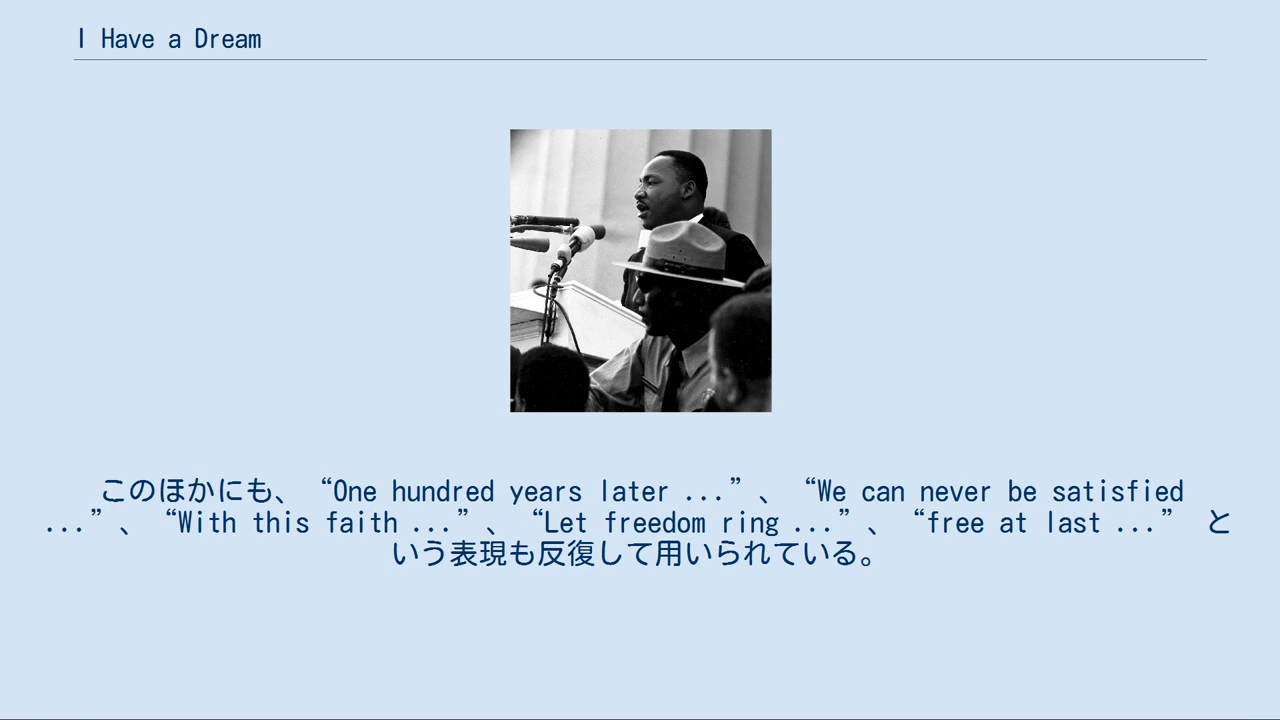 I Have a Dream
このほかにも、“One hundred years later ...”、“We can never be satisfied
...”、“With this faith ...”、“Let freedom ring ...”、“free at last ...” と
いう表現も反復して用いられている。